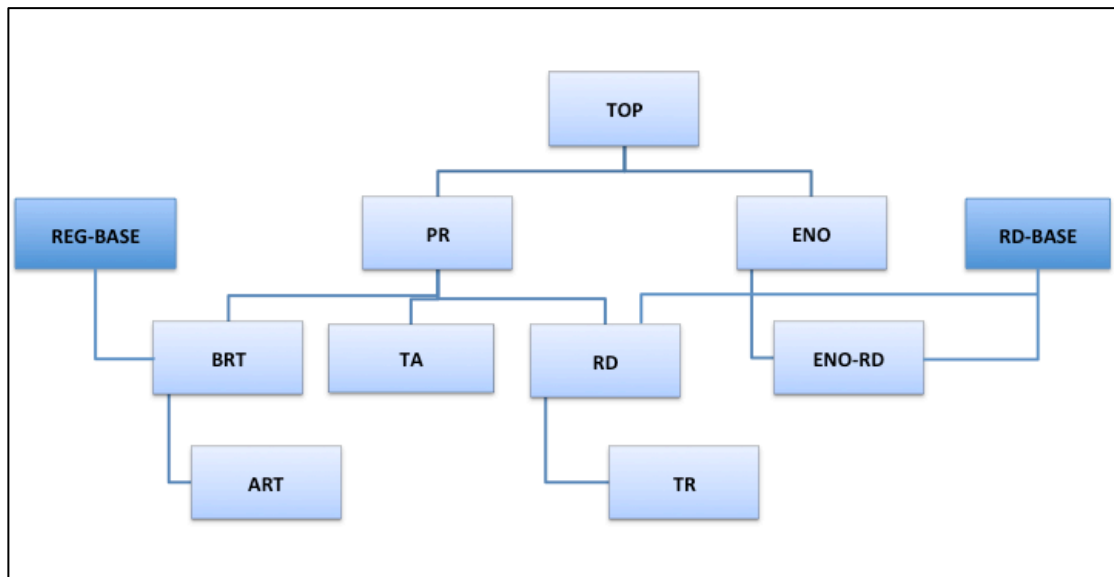 TOP
REG-BASE
PR
ENO
RD-BASE
BRT
TA
RD
ENO-RD
ART
TR